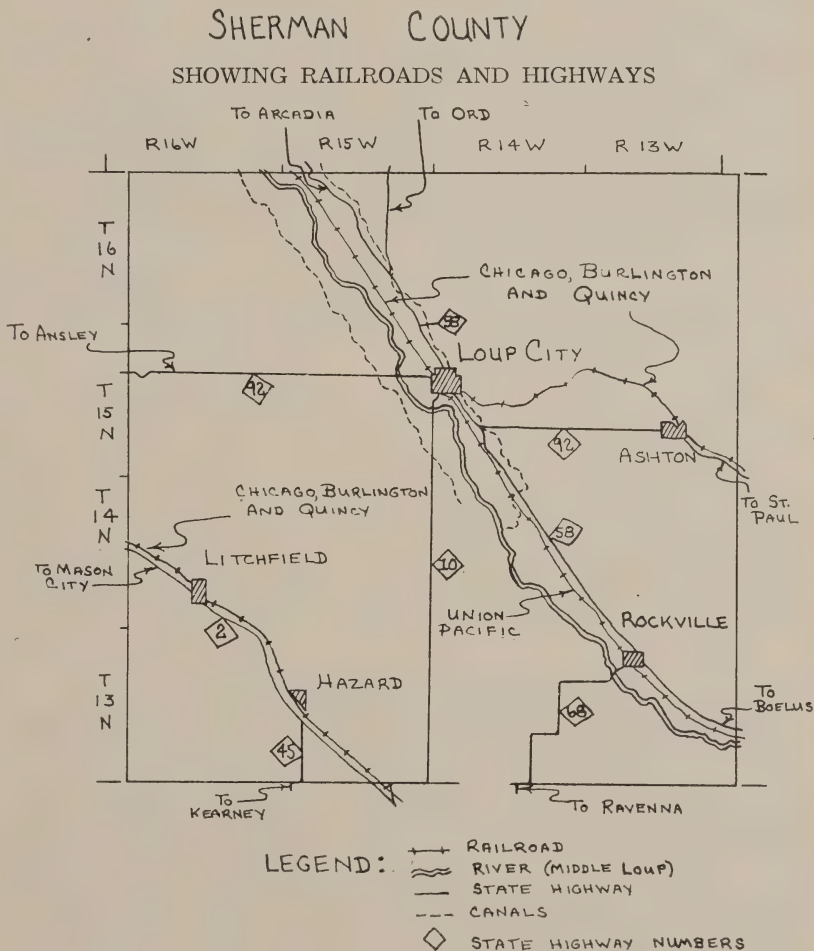 SHERMAN COUNTY
SHOWING RAILROADS AND HIGHWAYS
TO ARCADIA
TO ORD
R16W
R15W
R14W
R 13W
T
16
N
CHICAGO, BURLINGTON
AND QUINCY
58
TO ANSLEY
LOUP CITY
92
T
15
N
92
ASHTON
TO ST.
PAUL
T
14
N
CHICAGO, BURLINGTON
AND QUINCY
58
LITCHFIELD
TO MASON
CITY
10
UNION
PACIFIC
ROCKVILLE
2
T
13
N
HAZARD
TO
BOELUS
68
45
TO
KEARNEY
TO RAVENNA
LEGEND:
RAILROAD
RIVER (MIDDLE LOUP)
STATE HIGHWAY
CANALS
STATE HIGHWAY NUMBERS